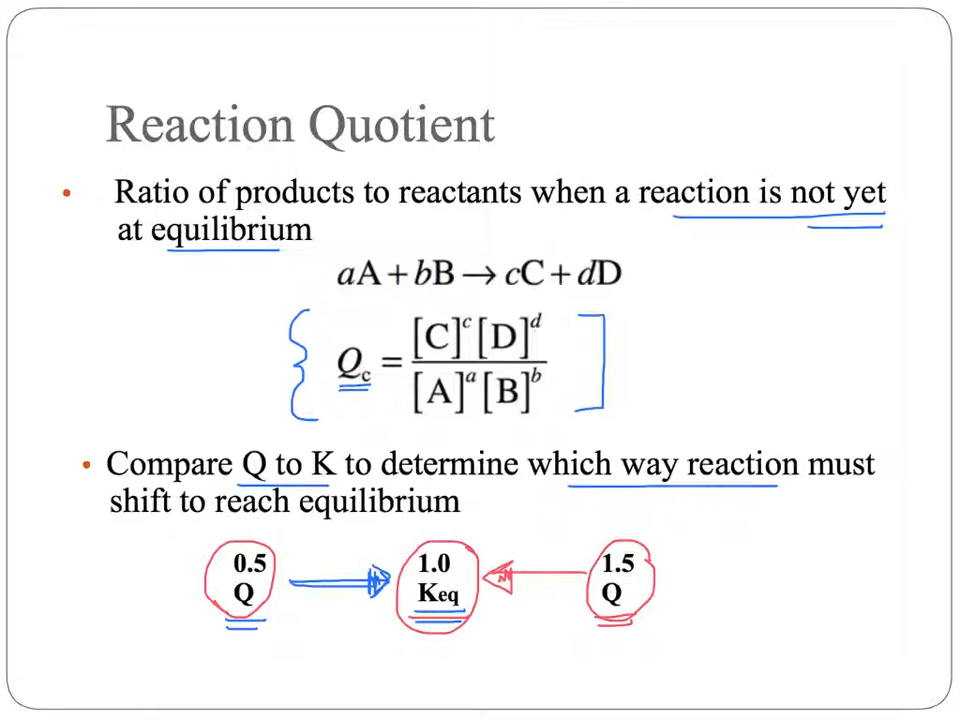 Reaction Quotient
• Ratio of products to reactants when a reaction is not yet
at equilibrium
aA + bB → cC + dD
Q_c = [C]^c [D]^d / [A]^a [B]^b
• Compare Q to K to determine which way reaction must
shift to reach equilibrium
0.5 1.0 1.5
Q Keq Q